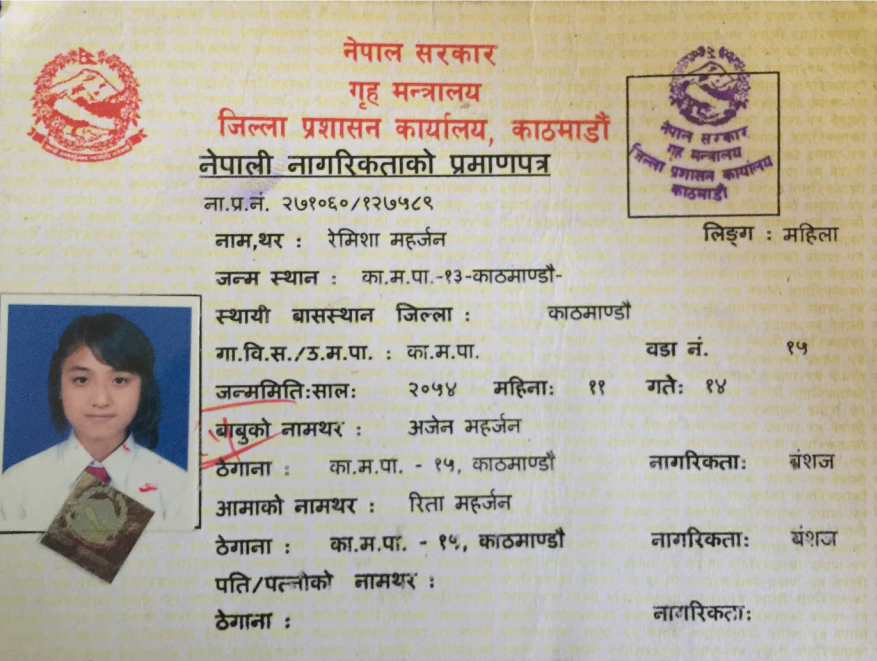 नेपाल सरकार
गृह मन्त्रालय
जिल्ला प्रशासन कार्यालय, काठमाडौं
नेपाली नागरिकताको प्रमाणपत्र
नेपाल सरकार
गृह मन्त्रालय
जिल्ला प्रशासन कार्यालय
काठमाडौं
ना.प्र.नं. २७१०६०/१२७५८९
नाम,थर : रेमिशा महर्जन लिङ्ग : महिला
जन्म स्थान : का.म.पा.-१३-काठमाण्डौ-
स्थायी बासस्थान जिल्ला : काठमाण्डौ
गा.वि.स./उ.म.पा. : का.म.पा. वडा नं. १५
जन्ममिति:साल: २०५४ महिना: ११ गते: १४
बाबुको नामथर : अजेन महर्जन
ठेगाना : का.म.पा. - १५, काठमाण्डौ नागरिकता: बंशज
आमाको नामथर : रिता महर्जन
ठेगाना : का.म.पा. - १५, काठमाण्डौ नागरिकता: बंशज
पति/पत्नीको नामथर :
ठेगाना : नागरिकता: